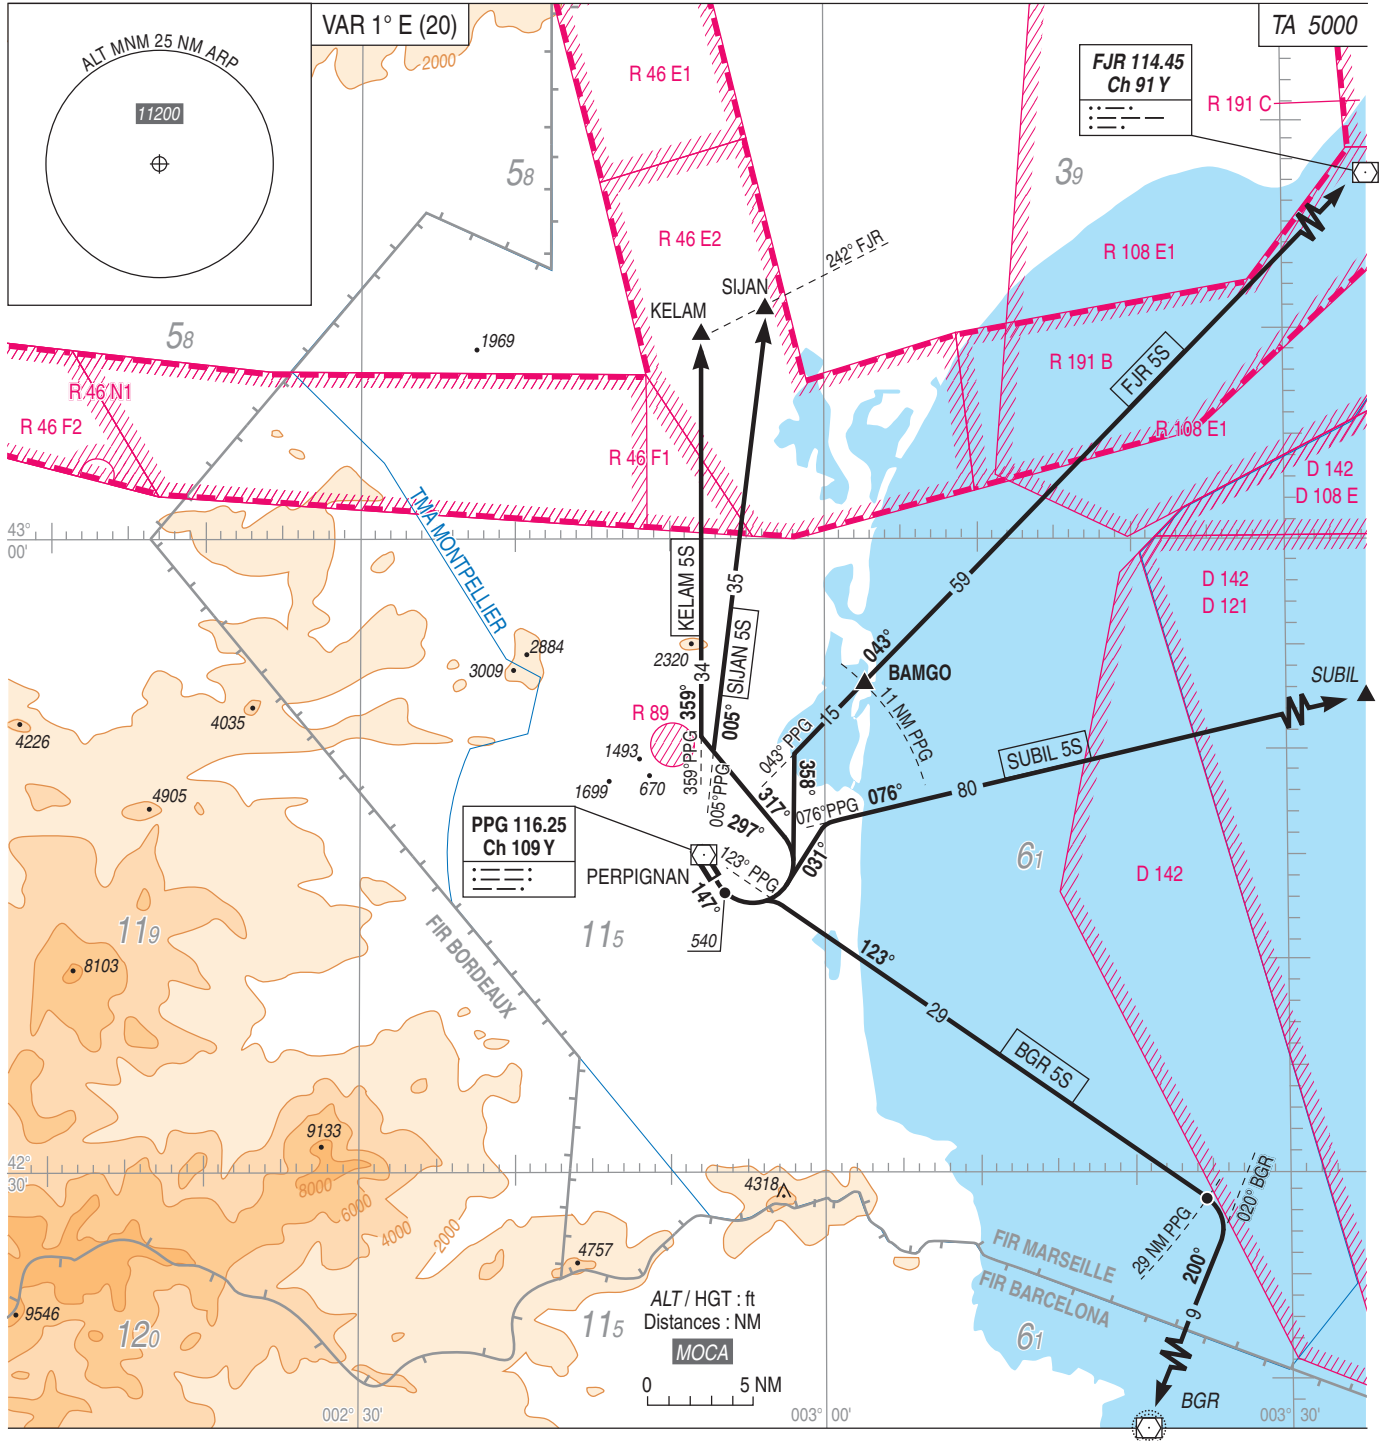 VAR 1° E (20)
TA 5000
ALT MNM 25 NM ARP
11200
2000
R 46 E1
FJR 114.45
Ch 91 Y
R 191 C
58
39
R 46 E2
242° FJR
R 108 E1
SIJAN
KELAM
58
1969
R 191 B
FJR 5S
R 46 N1
R 46 F2
R 46 F1
R 108 E1
D 142
D 108 E
TMA MONTPELLIER
43°
00'
KELAM 5S
35
59
D 142
D 121
SIJAN 5S
2884
3009
2320
34
043°
BAMGO
SUBIL
11 NM PPG
4035
4226
R 89
359°
005°
15
043° PPG
SUBIL 5S
1493
1699
670
359°PPG
005°PPG
358°
317°
076°PPG
076°
80
4905
PPG 116.25
Ch 109 Y
297°
123° PPG
031°
61
D 142
PERPIGNAN
147°
540
119
115
123°
FIR BORDEAUX
8103
29
BGR 5S
9133
8000
6000
4000
2000
42°
30'
4318
020° BGR
29 NM PPG
200°
4757
FIR MARSEILLE
FIR BARCELONA
9546
120
115
ALT / HGT : ft
Distances : NM
MOCA
61
9
0 5 NM
BGR
002° 30'
003° 00'
003° 30'